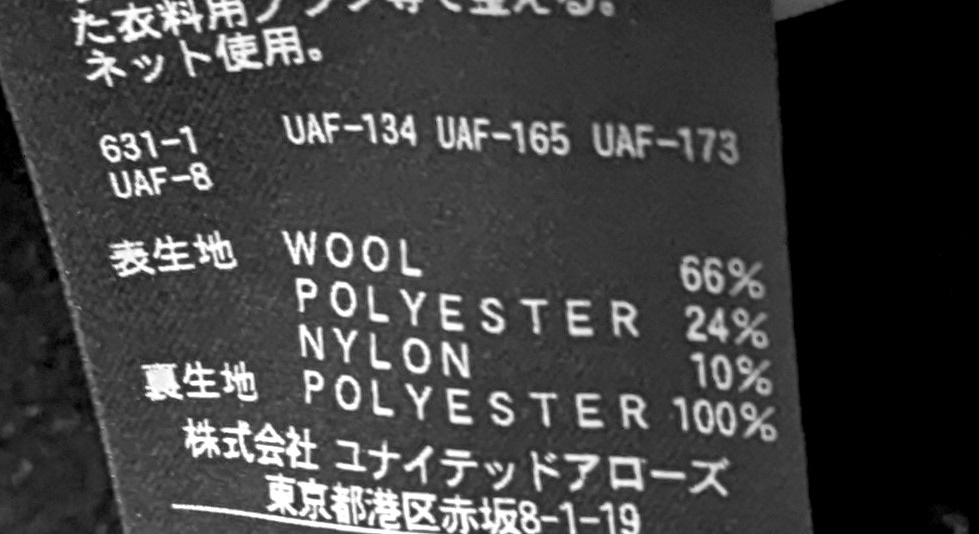 た衣料用ブラシ等で整える。
ネット使用。
631-1 UAF-134 UAF-165 UAF-173
UAF-8
表生地 WOOL 66%
POLYESTER 24%
NYLON 10%
裏生地 POLYESTER 100%
株式会社 ユナイテッドアローズ
東京都港区赤坂8-1-19